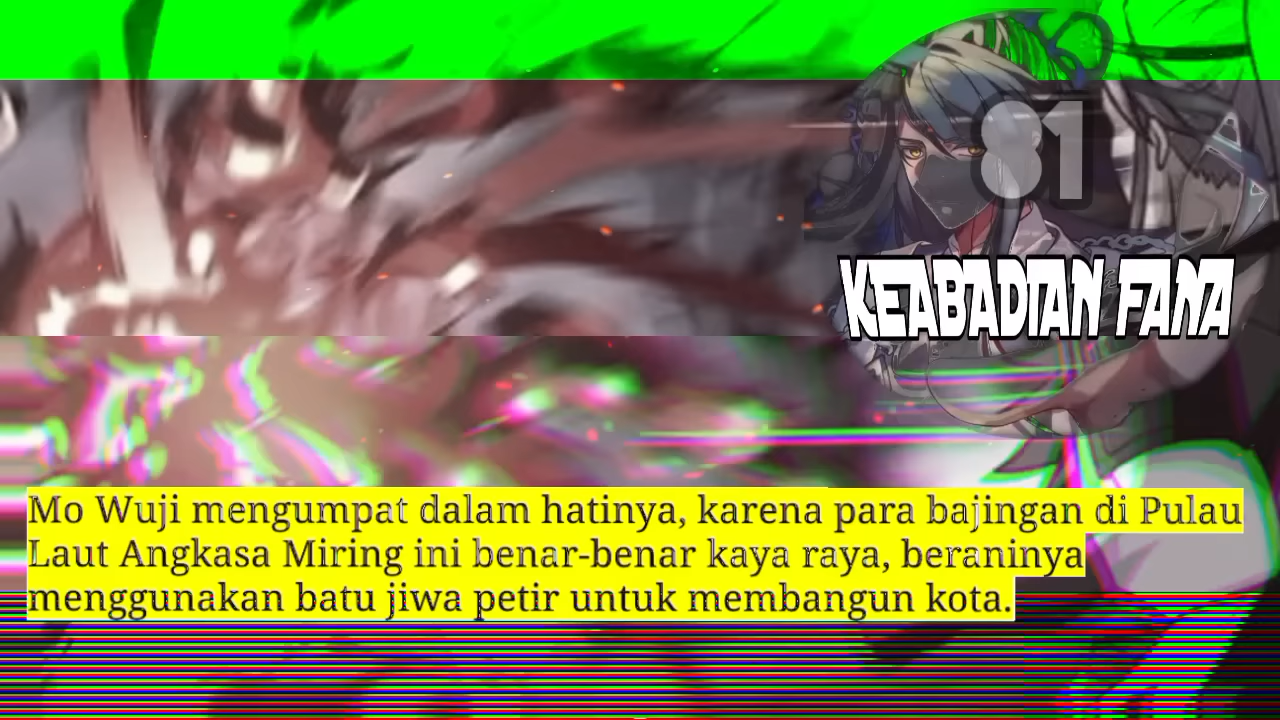 81
KEABADIAN FANA
Mo Wuji mengumpat dalam hatinya, karena para bajingan di Pulau
Laut Angkasa Miring ini benar-benar kaya raya, beraninya
menggunakan batu jiwa petir untuk membangun kota.